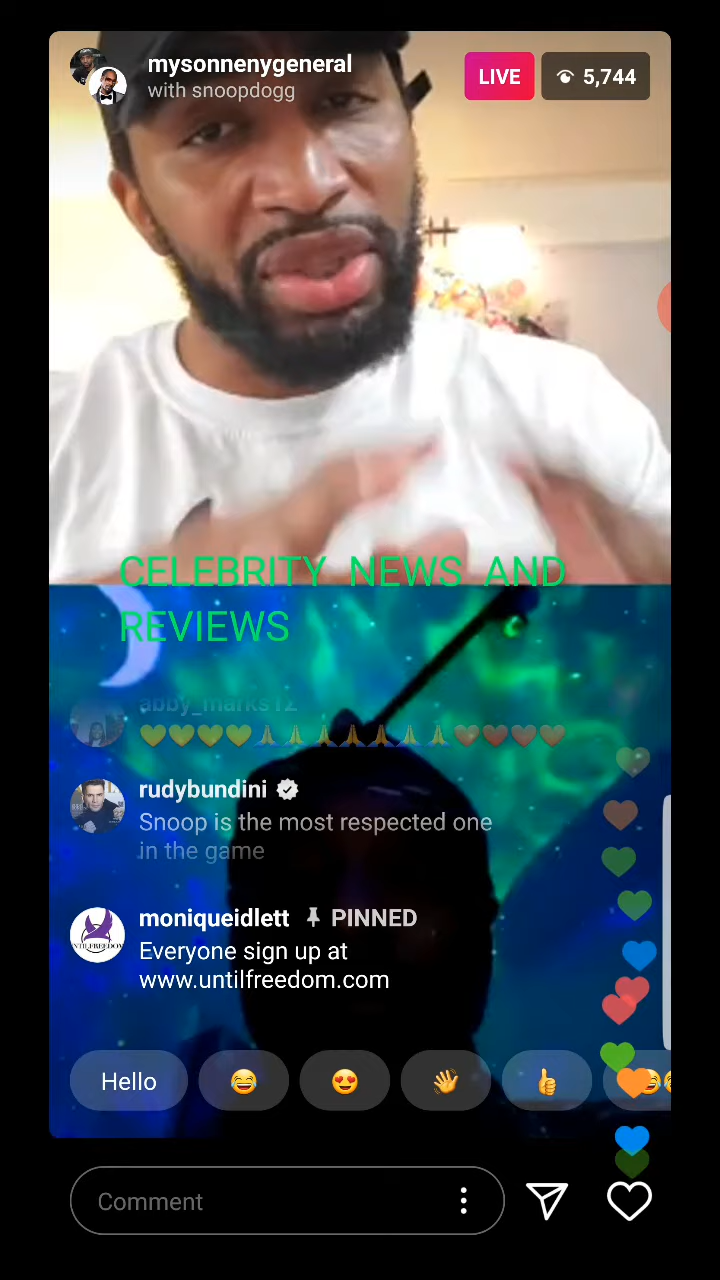 mysonnenygeneral
with snoopdogg
LIVE
5,744
CELEBRITY NEWS AND
REVIEWS
abby_marks12
rudybundini
Snoop is the most respected one
in the game
moniqueidlett PINNED
Everyone sign up at
www.untilfreedom.com
Hello
Comment